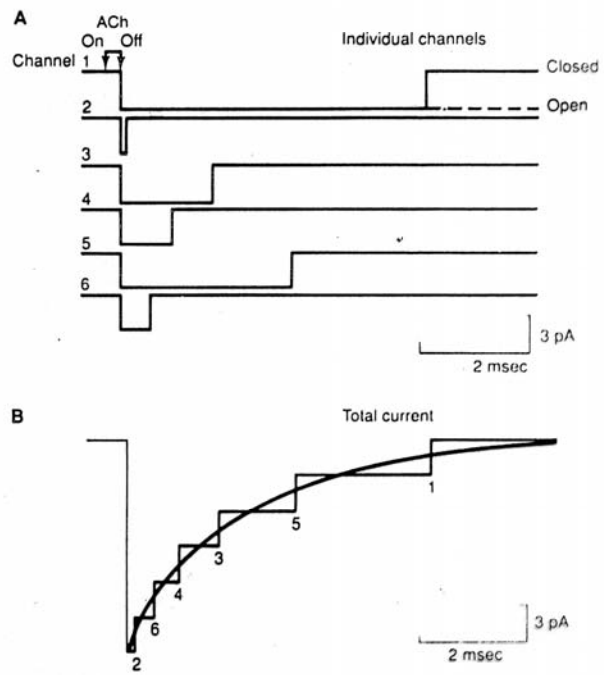 A
ACh
On Off
Individual channels
Channel 1
Closed
2
Open
3
4
5
6
3 pA
2 msec
B
Total current
1
5
3
4
6
2
3 pA
2 msec